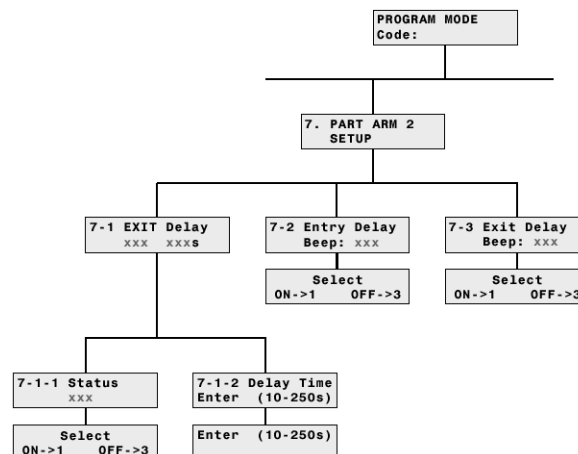 PROGRAM MODE
Code:
7. PART ARM 2
SETUP
7-1 EXIT Delay
xxx xxxs
7-2 Entry Delay
Beep: xxx
7-3 Exit Delay
Beep: xxx
Select
ON->1 OFF->3
Select
ON->1 OFF->3
7-1-1 Status
xxx
7-1-2 Delay Time
Enter (10-250s)
Select
ON->1 OFF->3
Enter (10-250s)